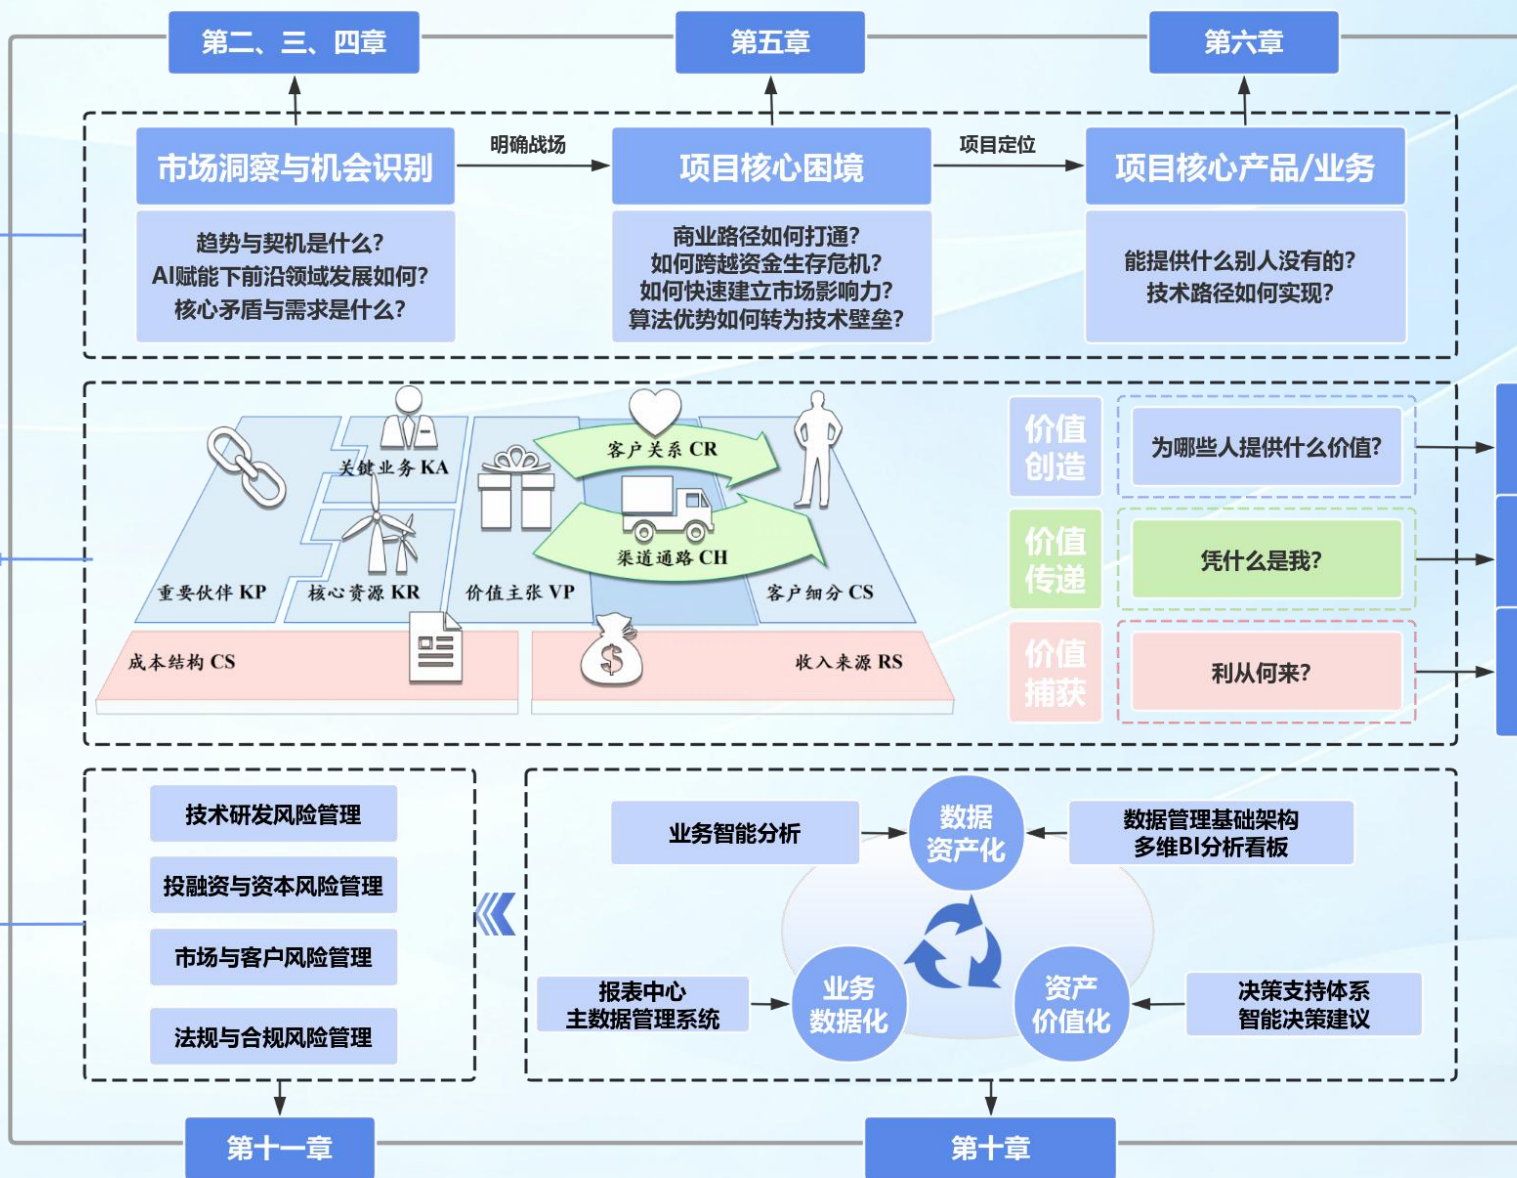 第二、三、四章
第五章
第六章
市场洞察与机会识别
明确战场
项目核心困境
项目定位
项目核心产品/业务
趋势与契机是什么?
AI赋能下前沿领域发展如何?
核心矛盾与需求是什么?
商业路径如何打通?
如何跨越资金生存危机?
如何快速建立市场影响力?
算法优势如何转为技术壁垒?
能提供什么别人没有的?
技术路径如何实现?
关键业务 KA
客户关系 CR
渠道通路 CH
重要伙伴 KP
核心资源 KR
价值主张 VP
客户细分 CS
成本结构 CS
$
收入来源 RS
价值
创造
为哪些人提供什么价值?
价值
传递
凭什么是我?
价值
捕获
利从何来?
技术研发风险管理
投融资与资本风险管理
市场与客户风险管理
法规与合规风险管理
业务智能分析
数据
资产化
数据管理基础架构
多维BI分析看板
报表中心
主数据管理系统
业务
数据化
资产
价值化
决策支持体系
智能决策建议
第十一章
第十章